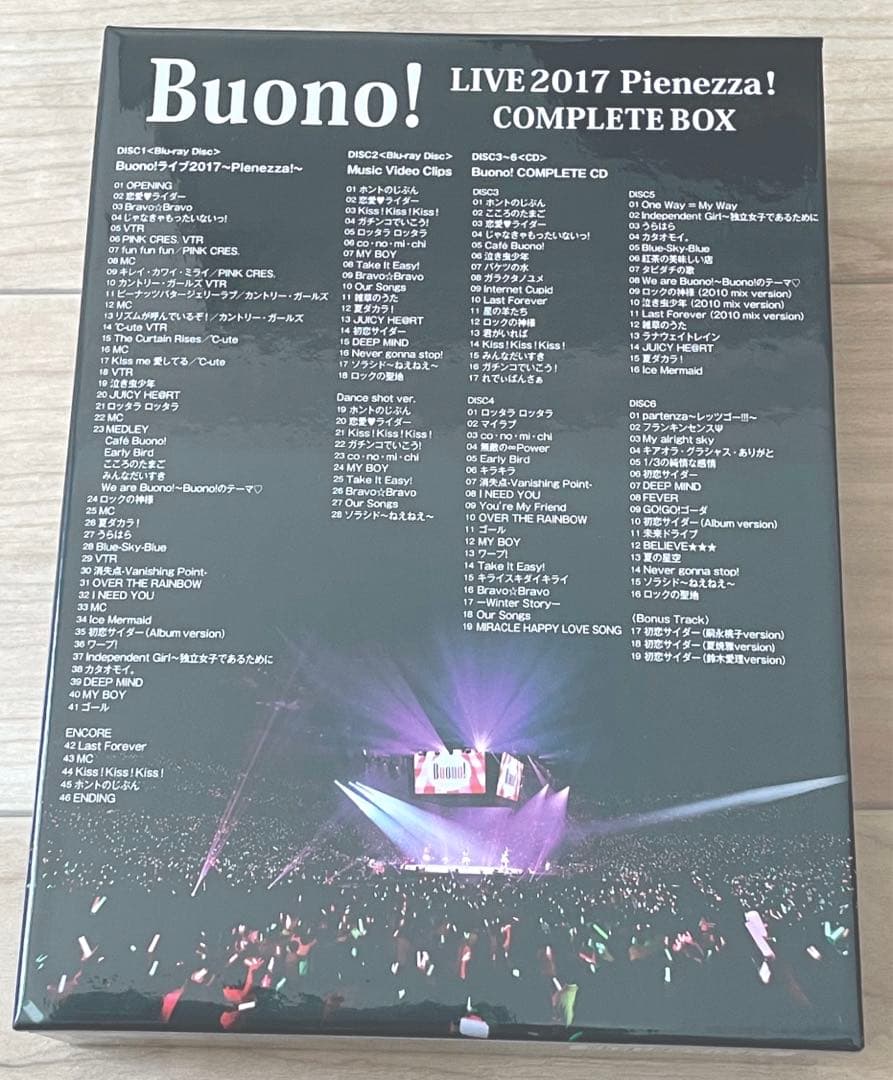 Buono!
LIVE 2017 Pienezza!
COMPLETE BOX
DISC1<Blu-ray Disc>
Buono!ライブ2017~Pienezza!~
01 OPENING
02 恋愛♥ライダー
03 Bravo☆Bravo
04 じゃなきゃもったいないっ!
05 VTR
06 PINK CRES. VTR
07 fun fun fun／PINK CRES.
08 MC
09 キレイ・カワイ・ミライ／PINK CRES.
10 カントリー・ガールズ VTR
11 ピーナッツバタージェリーラブ／カントリー・ガールズ
12 MC
13 リズムが呼んでいるぞ!／カントリー・ガールズ
14 ℃-ute VTR
15 The Curtain Rises／℃-ute
16 MC
17 Kiss me 愛してる／℃-ute
18 VTR
19 泣き虫少年
20 JUICY HE@RT
21 ロッタラ ロッタラ
22 MC
23 MEDLEY
Café Buono!
Early Bird
こころのたまご
みんなだいすき
We are Buono!~Buono!のテーマ♡
24 ロックの神様
25 MC
26 夏ダカラ!
27 うらはら
28 Blue-Sky-Blue
29 VTR
30 消失点-Vanishing Point-
31 OVER THE RAINBOW
32 I NEED YOU
33 MC
34 Ice Mermaid
35 初恋サイダー(Album version)
36 ワープ!
37 Independent Girl~独立女子であるために
38 カタオモイ。
39 DEEP MIND
40 MY BOY
41 ゴール
ENCORE
42 Last Forever
43 MC
44 Kiss!Kiss!Kiss!
45 ホントのじぶん
46 ENDING
DISC2<Blu-ray Disc>
Music Video Clips
01 ホントのじぶん
02 恋愛♥ライダー
03 Kiss!Kiss!Kiss!
04 ガチンコでいこう!
05 ロッタラ ロッタラ
06 co・no・mi・chi
07 MY BOY
08 Take It Easy!
09 Bravo☆Bravo
10 Our Songs
11 雑草のうた
12 夏ダカラ!
13 JUICY HE@RT
14 初恋サイダー
15 DEEP MIND
16 Never gonna stop!
17 ソラシド~ねえねえ~
18 ロックの聖地
Dance shot ver.
19 ホントのじぶん
20 恋愛♥ライダー
21 Kiss!Kiss!Kiss!
22 ガチンコでいこう!
23 co・no・mi・chi
24 MY BOY
25 Take It Easy!
26 Bravo☆Bravo
27 Our Songs
28 ソラシド~ねえねえ~
DISC3~6<CD>
Buono! COMPLETE CD
DISC3
01 ホントのじぶん
02 こころのたまご
03 恋愛♥ライダー
04 じゃなきゃもったいないっ!
05 Café Buono!
06 泣き虫少年
07 バケツの水
08 ガラクタノユメ
09 Internet Cupid
10 Last Forever
11 星の羊たち
12 ロックの神様
13 君がいれば
14 Kiss!Kiss!Kiss!
15 みんなだいすき
16 ガチンコでいこう!
17 れでぃぱんさぁ
DISC4
01 ロッタラ ロッタラ
02 マイラブ
03 co・no・mi・chi
04 無敵の∞Power
05 Early Bird
06 キラキラ
07 消失点-Vanishing Point-
08 I NEED YOU
09 You're My Friend
10 OVER THE RAINBOW
11 ゴール
12 MY BOY
13 ワープ!
14 Take It Easy!
15 キライスキダイキライ
16 Bravo☆Bravo
17 ーWinter Storyー
18 Our Songs
19 MIRACLE HAPPY LOVE SONG
DISC5
01 One Way=My Way
02 Independent Girl~独立女子であるために
03 うらはら
04 カタオモイ。
05 Blue-Sky-Blue
06 紅茶の美味しい店
07 タビダチの歌
08 We are Buono!~Buono!のテーマ♡
09 ロックの神様 (2010 mix version)
10 泣き虫少年 (2010 mix version)
11 Last Forever (2010 mix version)
12 雑草のうた
13 ラナウェイトレイン
14 JUICY HE@RT
15 夏ダカラ!
16 Ice Mermaid
DISC6
01 partenza~レッツゴー!!!~
02 フランキンセンスΨ
03 My alright sky
04 キアオラ・グラシャス・ありがと
05 1/3の純情な感情
06 初恋サイダー
07 DEEP MIND
08 FEVER
09 GO!GO!ゴーダ
10 初恋サイダー(Album version)
11 未来ドライブ
12 BELIEVE★★★
13 夏の星空
14 Never gonna stop!
15 ソラシド~ねえねえ~
16 ロックの聖地
〈Bonus Track〉
17 初恋サイダー(嗣永桃子version)
18 初恋サイダー(夏焼雅version)
19 初恋サイダー(鈴木愛理version)
Buono!